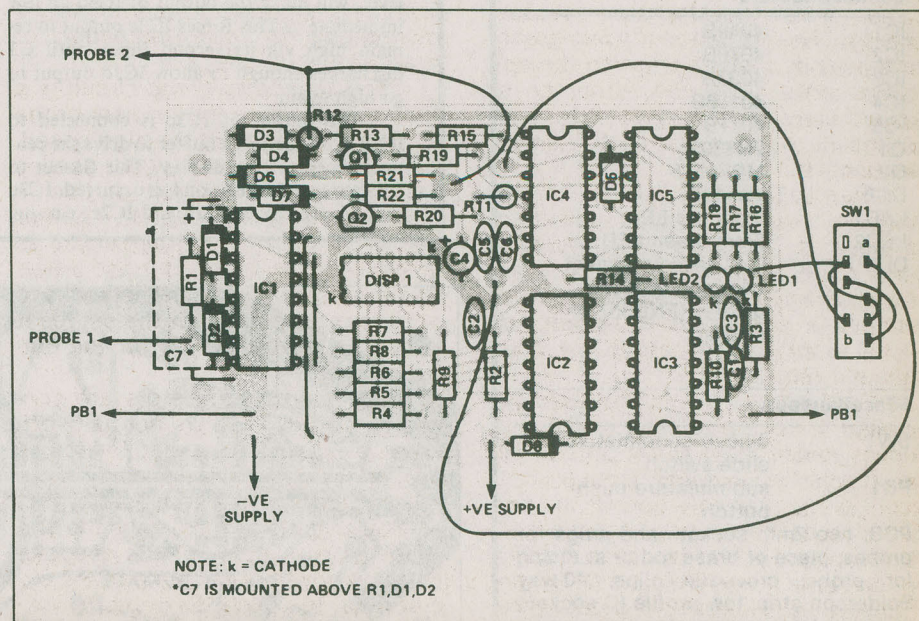 PROBE 2
R12
D3
R13
R15
D4
Q1
R19
D6
R21
D7
R22
R11
Q2
R20
IC4
D5
IC5
R18
R17
R16
SW1
a
b
+
D1
R1
D2
IC1
k
DISP 1
k
+
C4
C5
C6
R14
LED2
LED1
k
PROBE 1
C7*
R7
R8
R6
R5
R4
C2
R9
R2
IC2
IC3
C3
R3
R10
C1
PB1
PB1
D8
–VE
SUPPLY
+VE SUPPLY
NOTE: k = CATHODE
*C7 IS MOUNTED ABOVE R1,D1,D2